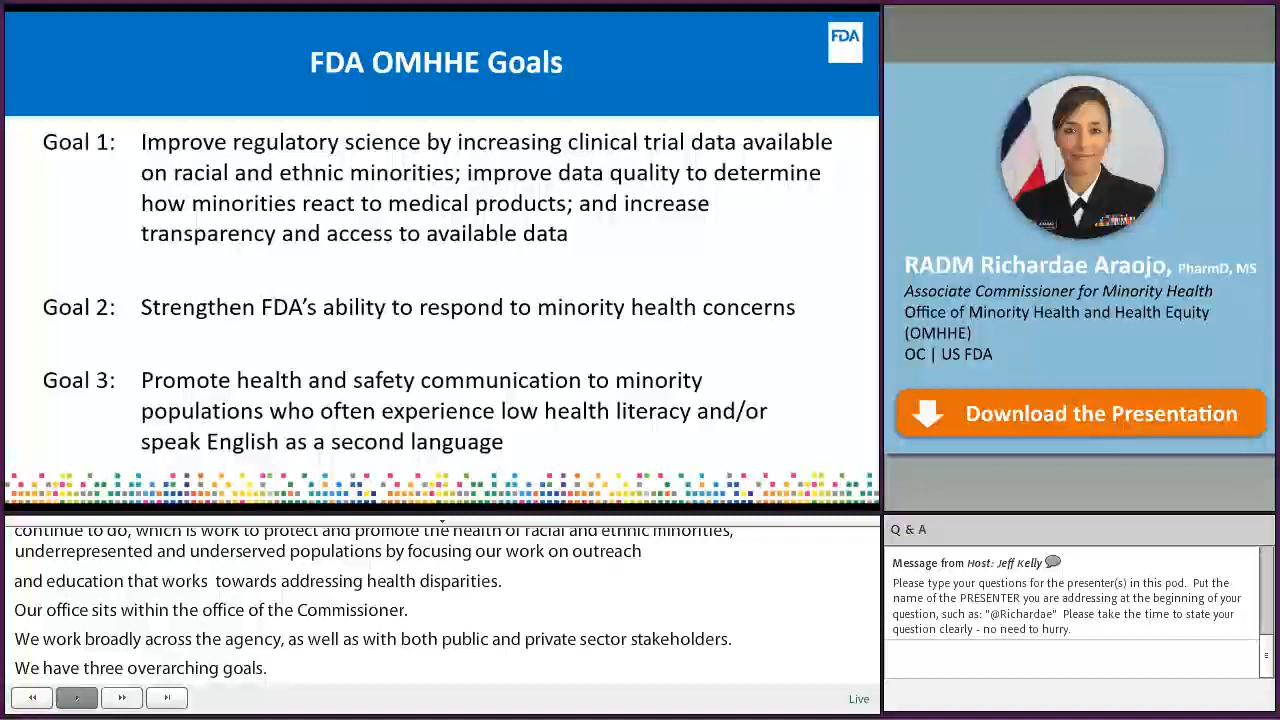 FDA OMHHE Goals
FDA
Goal 1: Improve regulatory science by increasing clinical trial data available
on racial and ethnic minorities; improve data quality to determine
how minorities react to medical products; and increase
transparency and access to available data
Goal 2: Strengthen FDA's ability to respond to minority health concerns
Goal 3: Promote health and safety communication to minority
populations who often experience low health literacy and/or
speak English as a second language
RADM Richardae Araojo, PharmD, MS
Associate Commissioner for Minority Health
Office of Minority Health and Health Equity
(OMHHE)
OC | US FDA
Download the Presentation
continue to do, which is work to protect and promote the health of racial and ethnic minorities,
underrepresented and underserved populations by focusing our work on outreach
and education that works towards addressing health disparities.
Our office sits within the office of the Commissioner.
We work broadly across the agency, as well as with both public and private sector stakeholders.
We have three overarching goals.
Live
Q & A
Message from Host: Jeff Kelly
Please type your questions for the presenter(s) in this pod. Put the
name of the PRESENTER you are addressing at the beginning of your
question, such as: "@Richardae" Please take the time to state your
question clearly - no need to hurry.